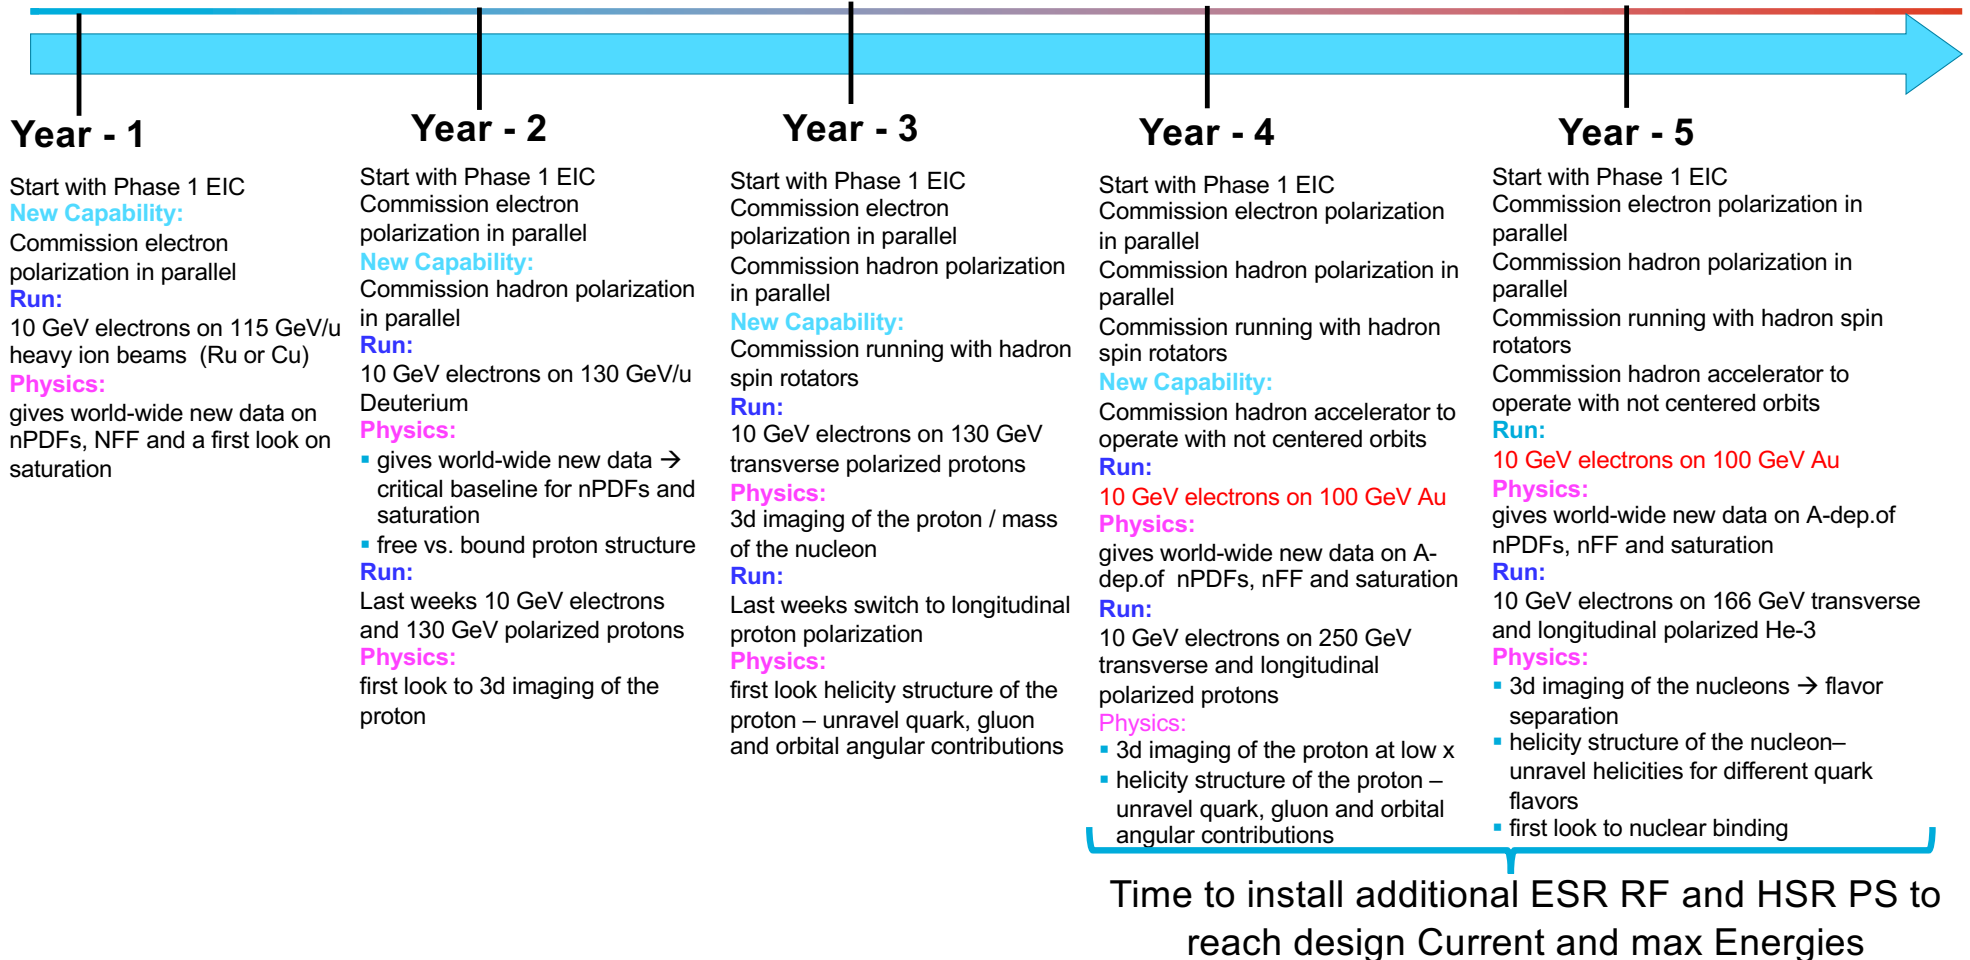 Year - 1
Start with Phase 1 EIC
New Capability:
Commission electron
polarization in parallel
Run:
10 GeV electrons on 115 GeV/u
heavy ion beams (Ru or Cu)
Physics:
gives world-wide new data on
nPDFs, NFF and a first look on
saturation
Year - 2
Start with Phase 1 EIC
Commission electron
polarization in parallel
New Capability:
Commission hadron polarization
in parallel
Run:
10 GeV electrons on 130 GeV/u
Deuterium
Physics:
▪ gives world-wide new data →
critical baseline for nPDFs and
saturation
▪ free vs. bound proton structure
Run:
Last weeks 10 GeV electrons
and 130 GeV polarized protons
Physics:
first look to 3d imaging of the
proton
Year - 3
Start with Phase 1 EIC
Commission electron
polarization in parallel
Commission hadron polarization
in parallel
New Capability:
Commission running with hadron
spin rotators
Run:
10 GeV electrons on 130 GeV
transverse polarized protons
Physics:
3d imaging of the proton / mass
of the nucleon
Run:
Last weeks switch to longitudinal
proton polarization
Physics:
first look helicity structure of the
proton – unravel quark, gluon
and orbital angular contributions
Year - 4
Start with Phase 1 EIC
Commission electron polarization
in parallel
Commission hadron polarization in
parallel
Commission running with hadron
spin rotators
New Capability:
Commission hadron accelerator to
operate with not centered orbits
Run:
10 GeV electrons on 100 GeV Au
Physics:
gives world-wide new data on A-
dep.of nPDFs, nFF and saturation
Run:
10 GeV electrons on 250 GeV
transverse and longitudinal
polarized protons
Physics:
▪ 3d imaging of the proton at low x
▪ helicity structure of the proton –
unravel quark, gluon and orbital
angular contributions
Year - 5
Start with Phase 1 EIC
Commission electron polarization in
parallel
Commission hadron polarization in
parallel
Commission running with hadron spin
rotators
Commission hadron accelerator to
operate with not centered orbits
Run:
10 GeV electrons on 100 GeV Au
Physics:
gives world-wide new data on A-dep.of
nPDFs, nFF and saturation
Run:
10 GeV electrons on 166 GeV transverse
and longitudinal polarized He-3
Physics:
▪ 3d imaging of the nucleons → flavor
separation
▪ helicity structure of the nucleon–
unravel helicities for different quark
flavors
▪ first look to nuclear binding
Time to install additional ESR RF and HSR PS to
reach design Current and max Energies